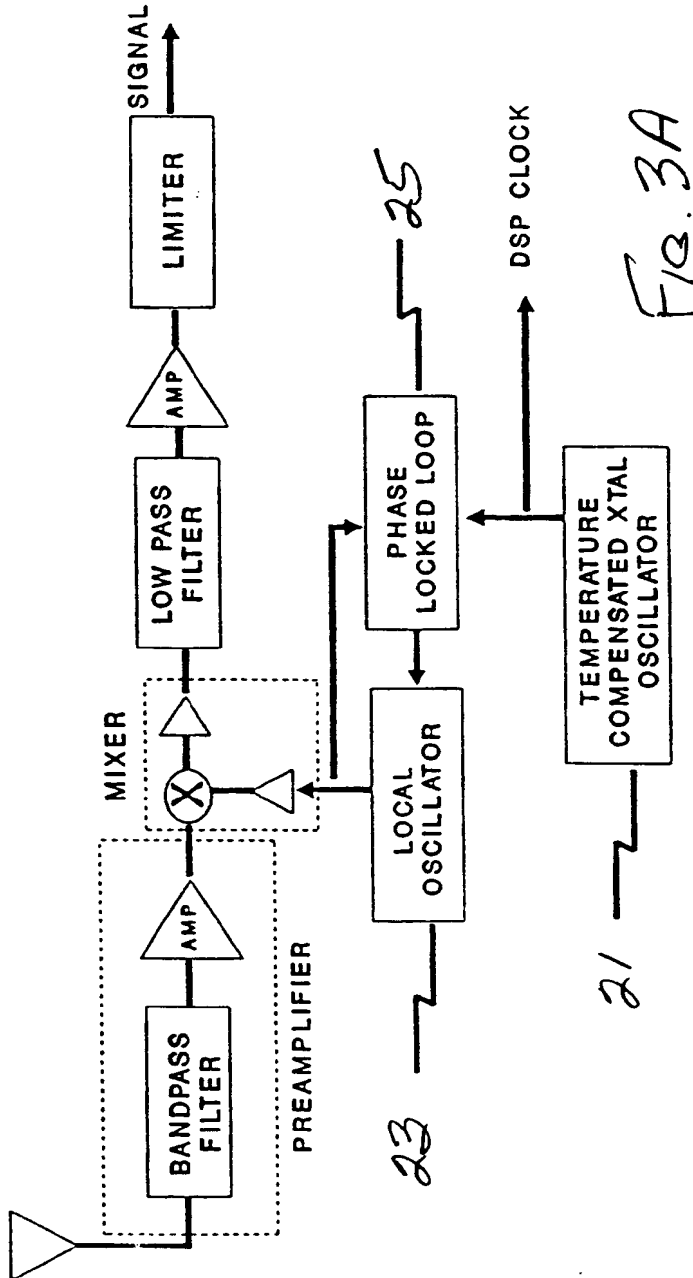 SIGNAL
LIMITER
AMP
LOW PASS
FILTER
MIXER
X
AMP
BANDPASS
FILTER
PREAMPLIFIER
25
PHASE
LOCKED LOOP
DSP CLOCK
LOCAL
OSCILLATOR
23
TEMPERATURE
COMPENSATED XTAL
OSCILLATOR
21
FIG. 3A